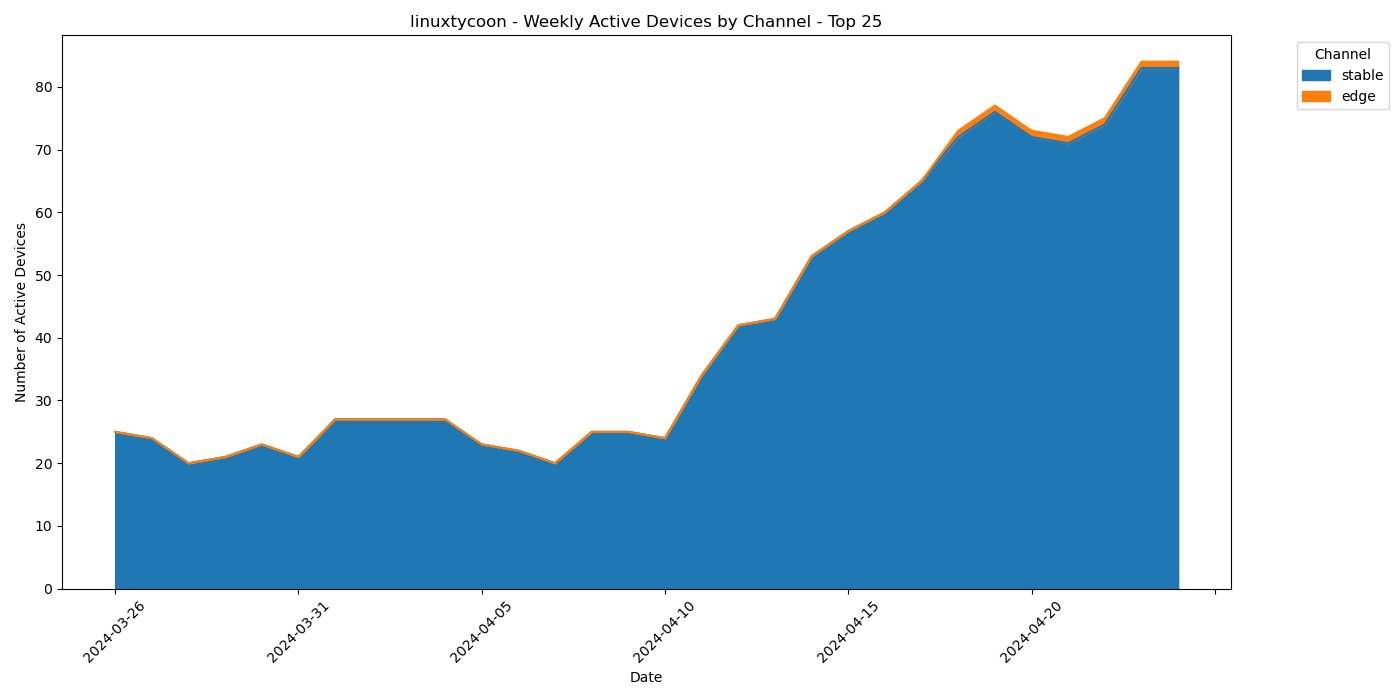 linuxtycoon - Weekly Active Devices by Channel - Top 25
Channel
stable
edge
Number of Active Devices
80
70
60
50
40
30
20
10
0
2024-03-26
2024-03-31
2024-04-05
2024-04-10
2024-04-15
2024-04-20
Date